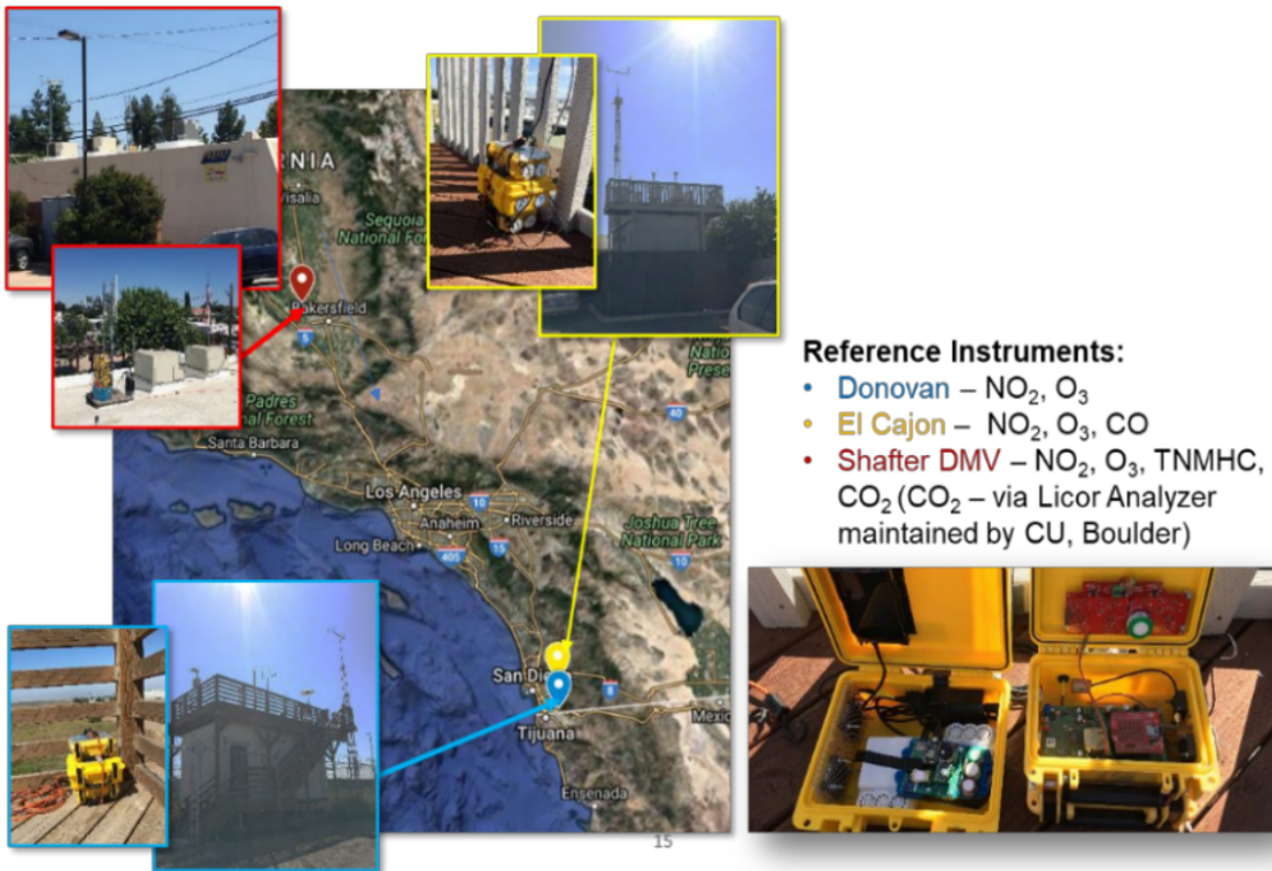 RNIA
Visalia
Sequoia
National For
Bakersfield
5
Padres
nal Forest
Santa Barbara
40
Los Angeles
10
Anaheim
Riverside
Long Beach
405
15
Joshua Tree
National Park
10
San Die
8
Tijuana
Mexic
Ensenada
Natio
Prese
Reference Instruments:
• Donovan – NO₂, O₃
• El Cajon – NO₂, O₃, CO
• Shafter DMV – NO₂, O₃, TNMHC,
CO₂ (CO₂ – via Licor Analyzer
maintained by CU, Boulder)
15